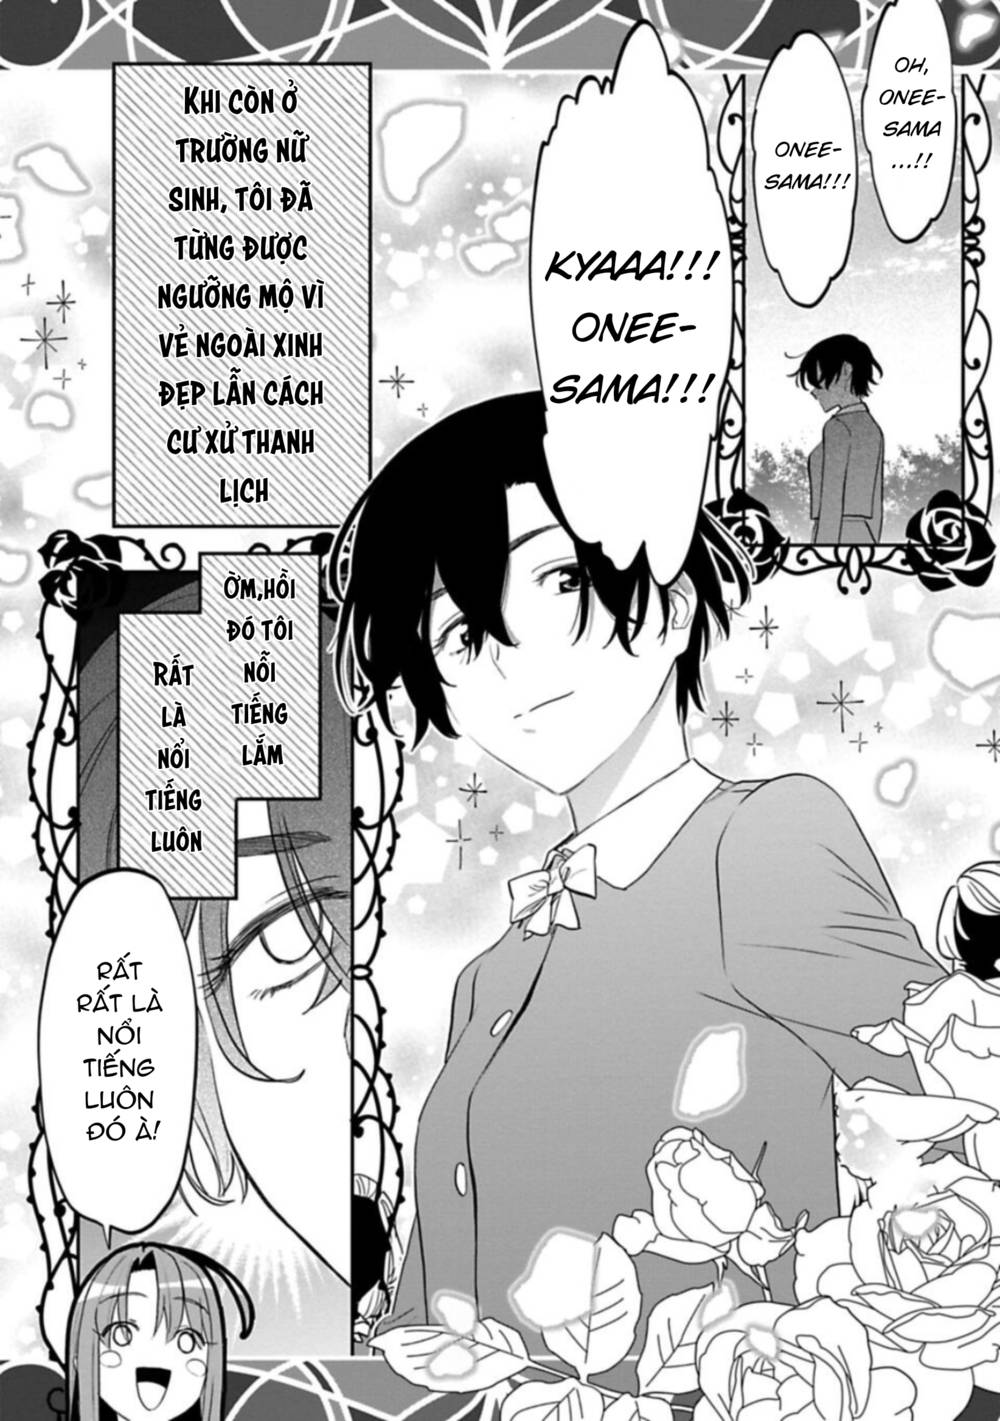 OH,
ONEE-
SAMA
...!!
ONEE-
SAMA!!!
KYAAA!!!
ONEE-
SAMA!!!
KHI CÒN Ở
TRƯỜNG NỮ
SINH, TÔI ĐÃ
TỪNG ĐƯỢC
NGƯỠNG MỘ VÌ
VẺ NGOÀI XINH
ĐẸP LẪN CÁCH
CƯ XỬ THANH
LỊCH
ỜM,HỒI
ĐÓ TÔI
NỖI
TIẾNG
LẮM
RẤT
LÀ
NỔI
TIẾNG
LUÔN
RẤT
RẤT LÀ
NỔI
TIẾNG
LUÔN
ĐÓ À!